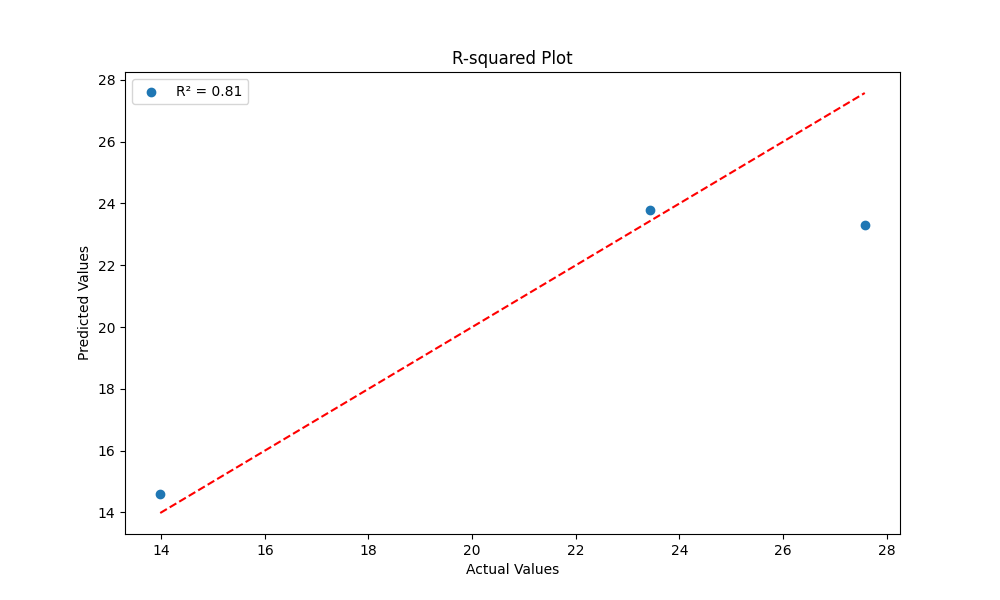 R-squared Plot
R² = 0.81
Predicted Values
28
26
24
22
20
18
16
14
14 16 18 20 22 24 26 28
Actual Values